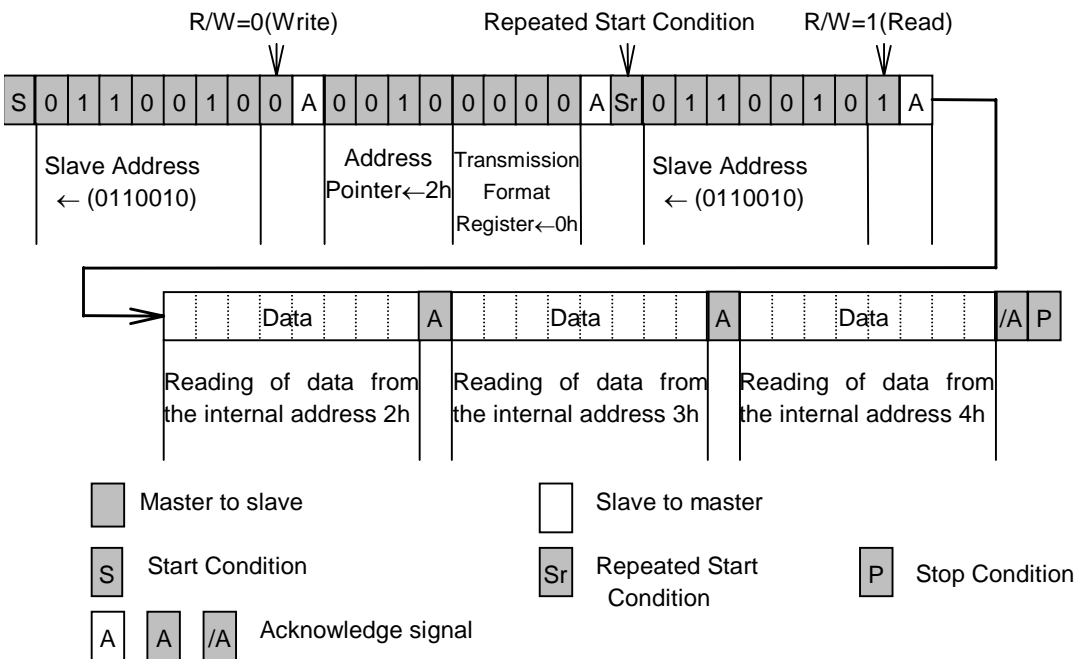 R/W=0(Write) Repeated Start Condition R/W=1(Read)
S 0 1 1 0 0 1 0 0 A 0 0 1 0 0 0 0 0 A Sr 0 1 1 0 0 1 0 1 A
Slave Address
← (0110010)
Address
Pointer←2h
Transmission
Format
Register←0h
Slave Address
← (0110010)
Data A Data A Data /A P
Reading of data from
the internal address 2h
Reading of data from
the internal address 3h
Reading of data from
the internal address 4h
Master to slave
Slave to master
S Start Condition
Sr Repeated Start
Condition
P Stop Condition
A A /A Acknowledge signal